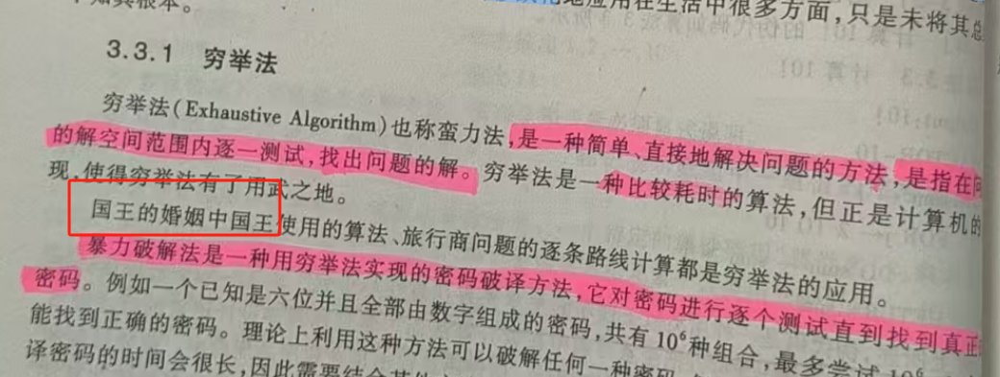 不知其根本。
地应用在生活中很多方面，只是未将其总
3.3.1 穷举法
穷举法(Exhaustive Algorithm)也称蛮力法，是一种简单、直接地解决问题的方法，是指在问
的解空间范围内逐一测试，找出问题的解。穷举法是一种比较耗时的算法，但正是计算机的
现，使得穷举法有了用武之地。
国王的婚姻中国王使用的算法、旅行商问题的逐条路线计算都是穷举法的应用。
暴力破解法是一种用穷举法实现的密码破译方法，它对密码进行逐个测试直到找到真正
密码。例如一个已知是六位并且全部由数字组成的密码，共有10⁶种组合，最多尝试10⁶
能找到正确的密码。理论上利用这种方法可以破解任何一种密码
译密码的时间会很长，因此需要结合其他